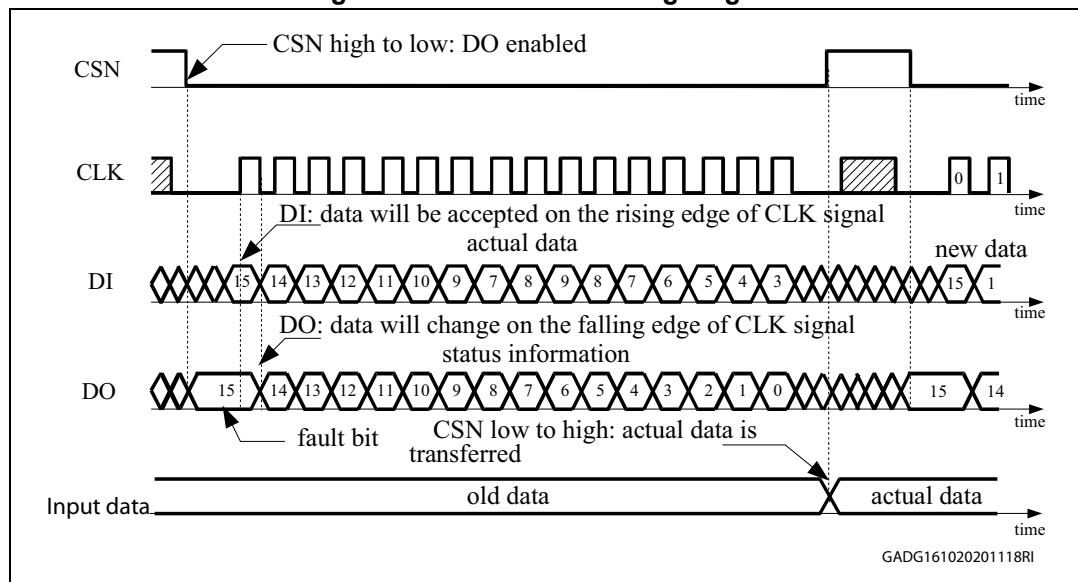 CSN high to low: DO enabled
CSN
time
CLK
0 1
time
DI: data will be accepted on the rising edge of CLK signal
actual data
new data
DI
15 14 13 12 11 10 9 7 8 9 8 7 6 5 4 3 15 1
time
DO: data will change on the falling edge of CLK signal
status information
DO
15 14 13 12 11 10 9 8 7 6 5 4 3 2 1 0 15 14
time
fault bit
CSN low to high: actual data is
transferred
old data
actual data
Input data
time
GADG161020201118RI